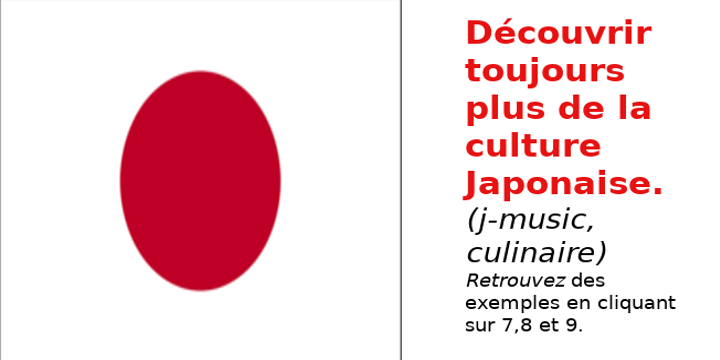 Découvrir
toujours
plus de la
culture
Japonaise.
(j-music,
culinaire)
Retrouvez des
exemples en cliquant
sur 7,8 et 9.